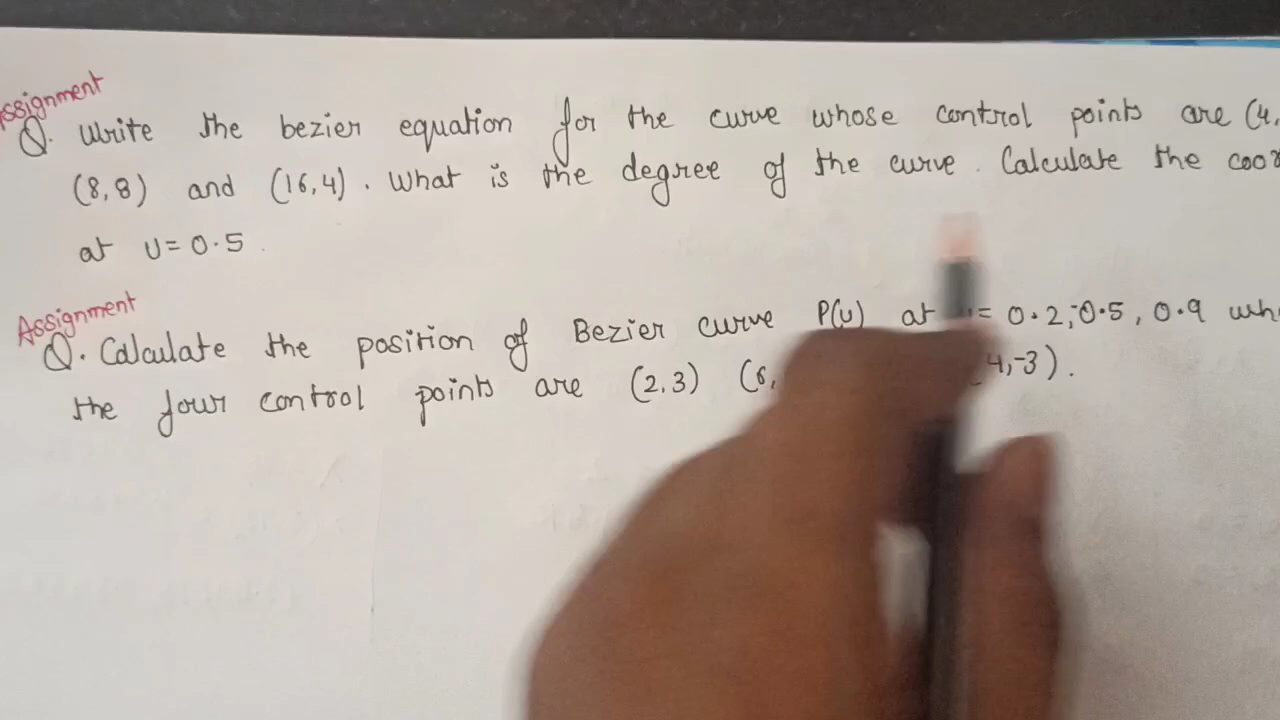 Assignment
Q. Write the bezier equation for the curve whose control points are (4,
(8,8) and (16,4). What is the degree of the curve. Calculate the
at U=0.5.
Assignment
Q. Calculate the position of Bezier curve P(u) at = 0.2, 0.5, 0.9
the four control points are (2,3) (6, 4,-3).